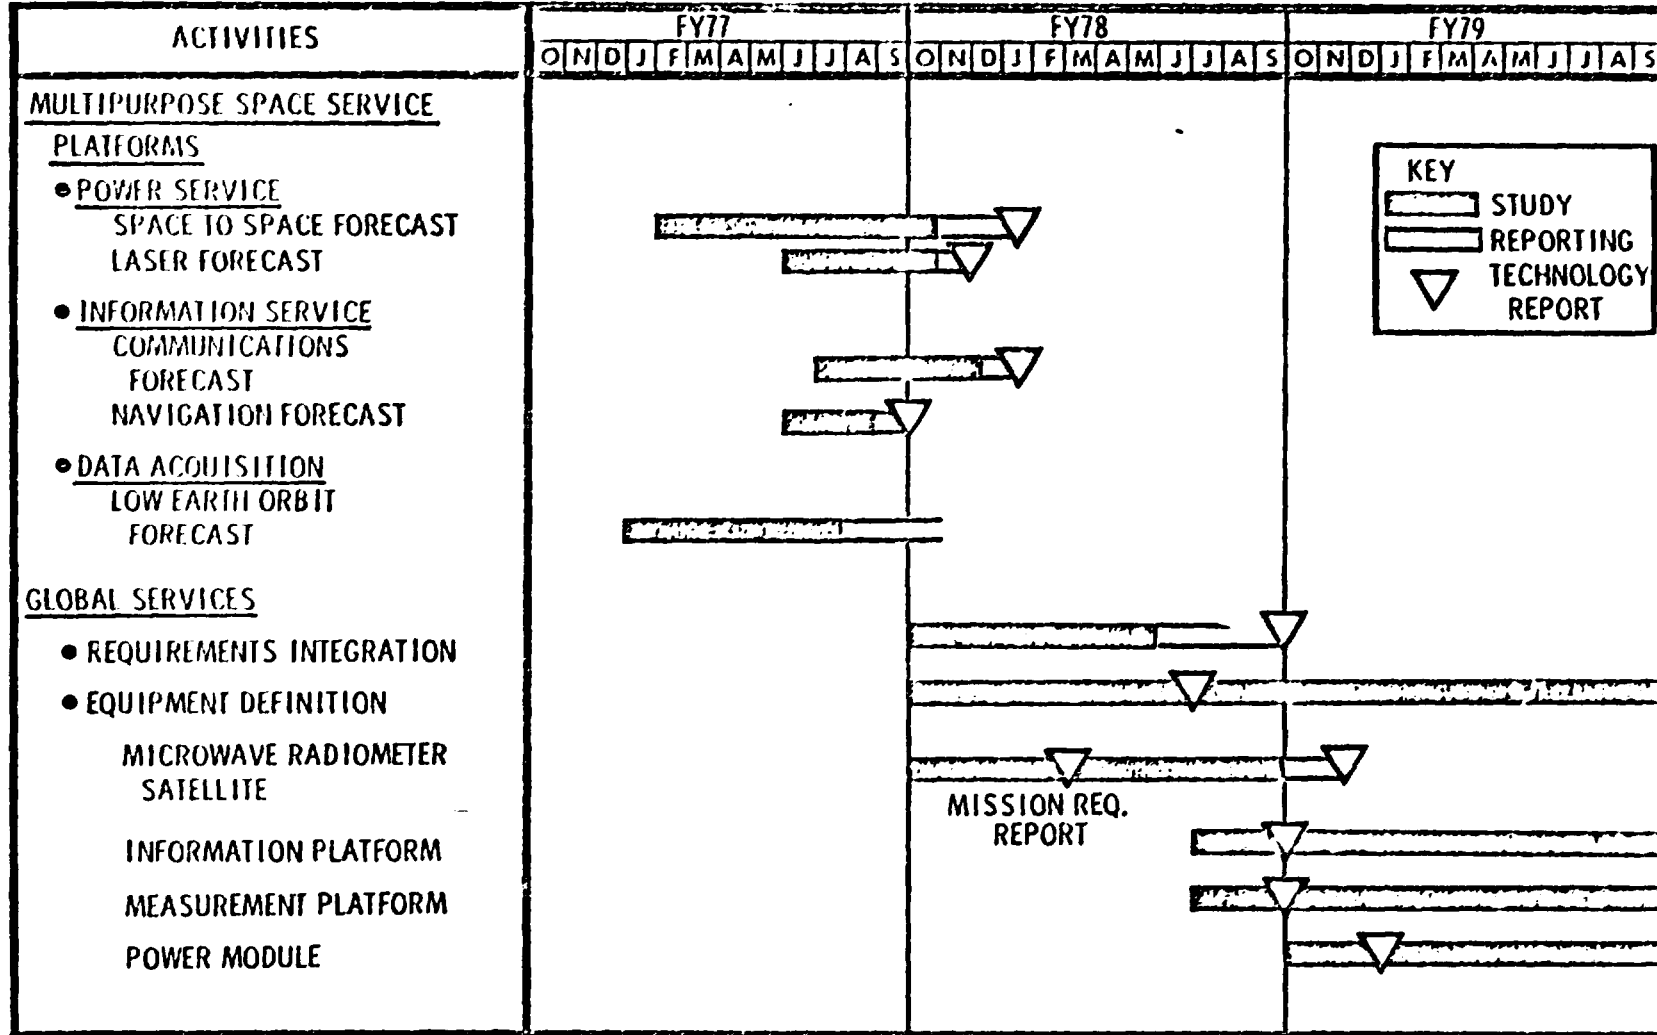 ACTIVITIES
FY77
FY78
FY79
O N D J F M A M J J A S O N D J F M A M J J A S O N D J F M A M J J A S
MULTIPURPOSE SPACE SERVICE
PLATFORMS
• POWER SERVICE
SPACE TO SPACE FORECAST
LASER FORECAST
• INFORMATION SERVICE
COMMUNICATIONS
FORECAST
NAVIGATION FORECAST
• DATA ACQUISITION
LOW EARTH ORBIT
FORECAST
GLOBAL SERVICES
• REQUIREMENTS INTEGRATION
• EQUIPMENT DEFINITION
MICROWAVE RADIOMETER
SATELLITE
INFORMATION PLATFORM
MEASUREMENT PLATFORM
POWER MODULE
MISSION REQ.
REPORT
KEY
STUDY
REPORTING
TECHNOLOGY
REPORT